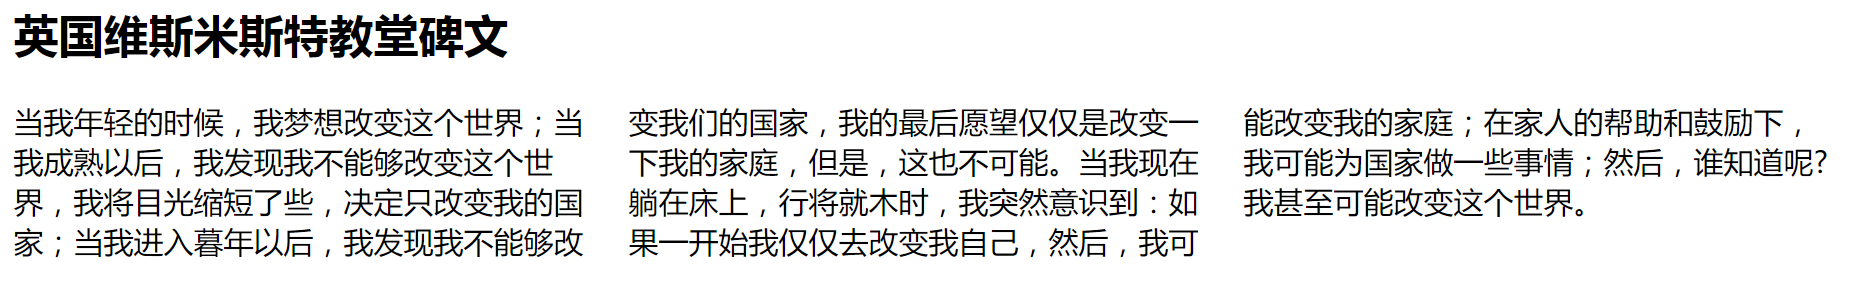 英国维斯米斯特教堂碑文
当我年轻的时候，我梦想改变这个世界；当
我成熟以后，我发现我不能够改变这个世
界，我将目光缩短了些，决定只改变我的国
家；当我进入暮年以后，我发现我不能够改
变我们的国家，我的最后愿望仅仅是改变一
下我的家庭，但是，这也不可能。当我现在
躺在床上，行将就木时，我突然意识到：如
果一开始我仅仅去改变我自己，然后，我可
能改变我的家庭；在家人的帮助和鼓励下，
我可能为国家做一些事情；然后，谁知道呢?
我甚至可能改变这个世界。